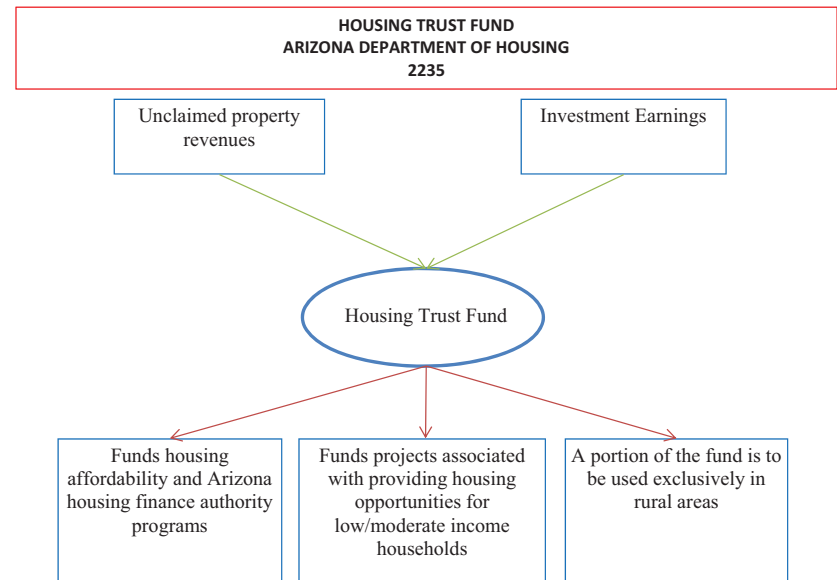 HOUSING TRUST FUND
ARIZONA DEPARTMENT OF HOUSING
2235
Unclaimed property
revenues
Investment Earnings
Housing Trust Fund
Funds housing
affordability and Arizona
housing finance authority
programs
Funds projects associated
with providing housing
opportunities for
low/moderate income
households
A portion of the fund is to
be used exclusively in
rural areas